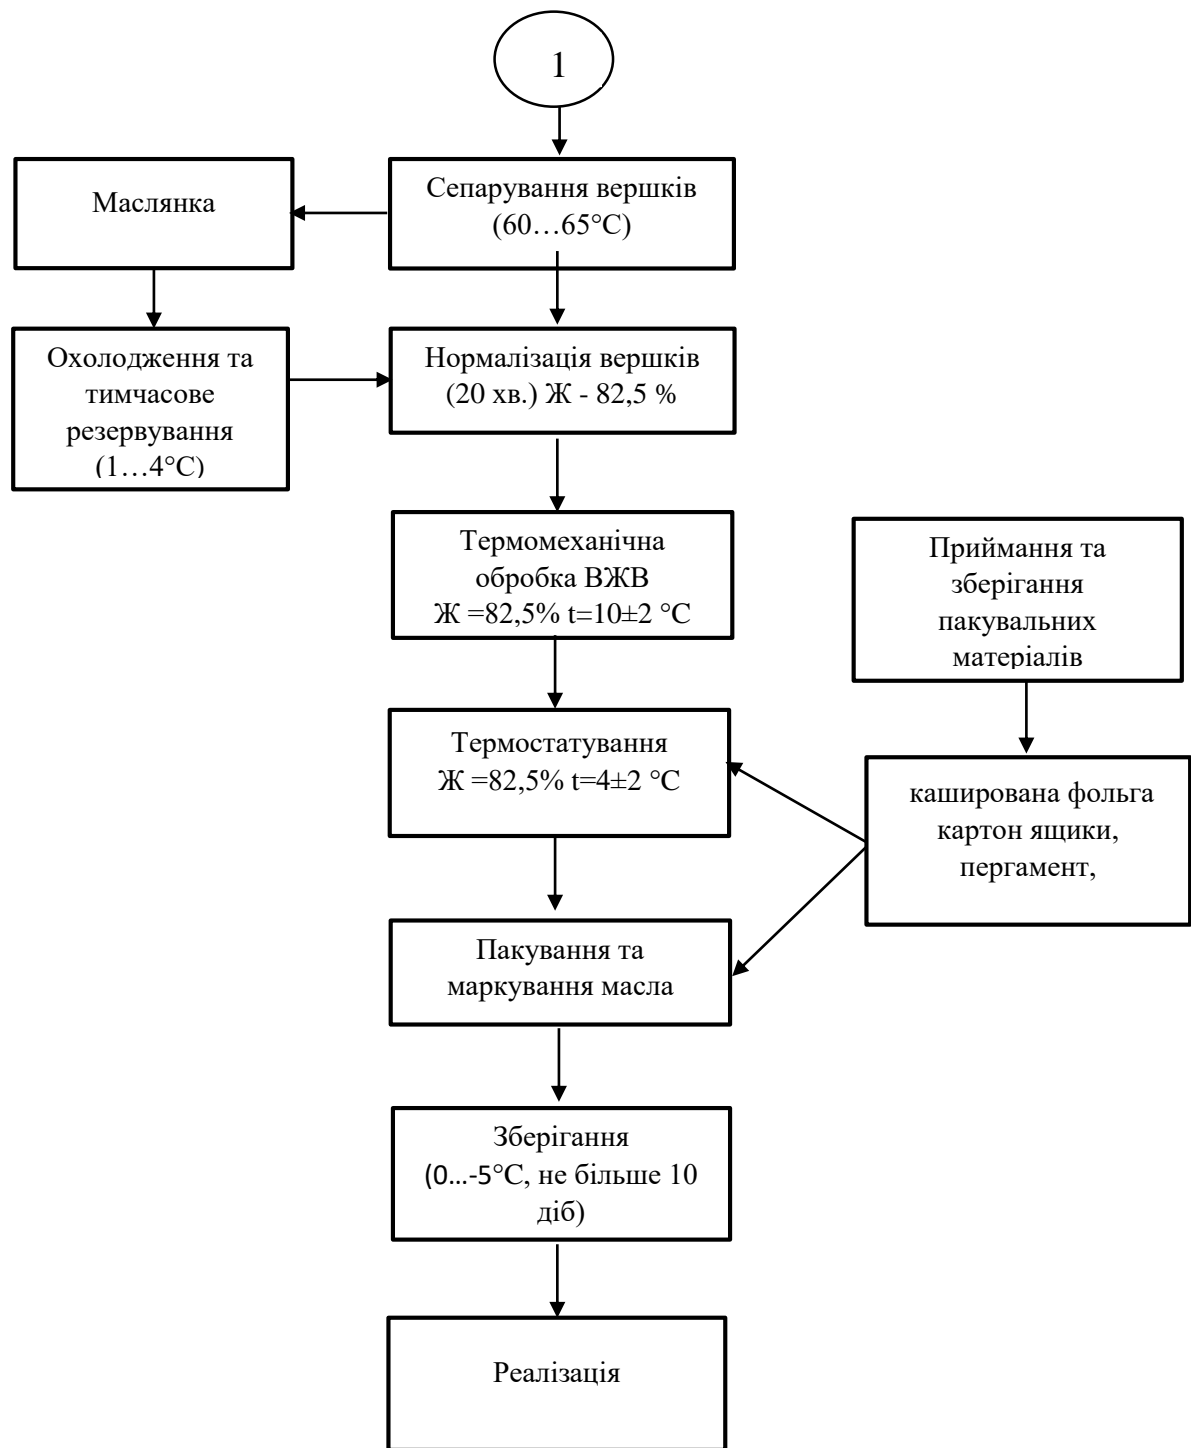 1
Маслянка
Сепарування вершків
(60…65°С)
Охолодження та
тимчасове
резервування
(1…4°С)
Нормалізація вершків
(20 хв.) Ж - 82,5 %
Термомеханічна
обробка ВЖВ
Ж =82,5% t=10±2 °С
Приймання та
зберігання
пакувальних
матеріалів
Термостатування
Ж =82,5% t=4±2 °С
каширована фольга
картон ящики,
пергамент,
Пакування та
маркування масла
Зберігання
(0…-5°С, не більше 10
діб)
Реалізація